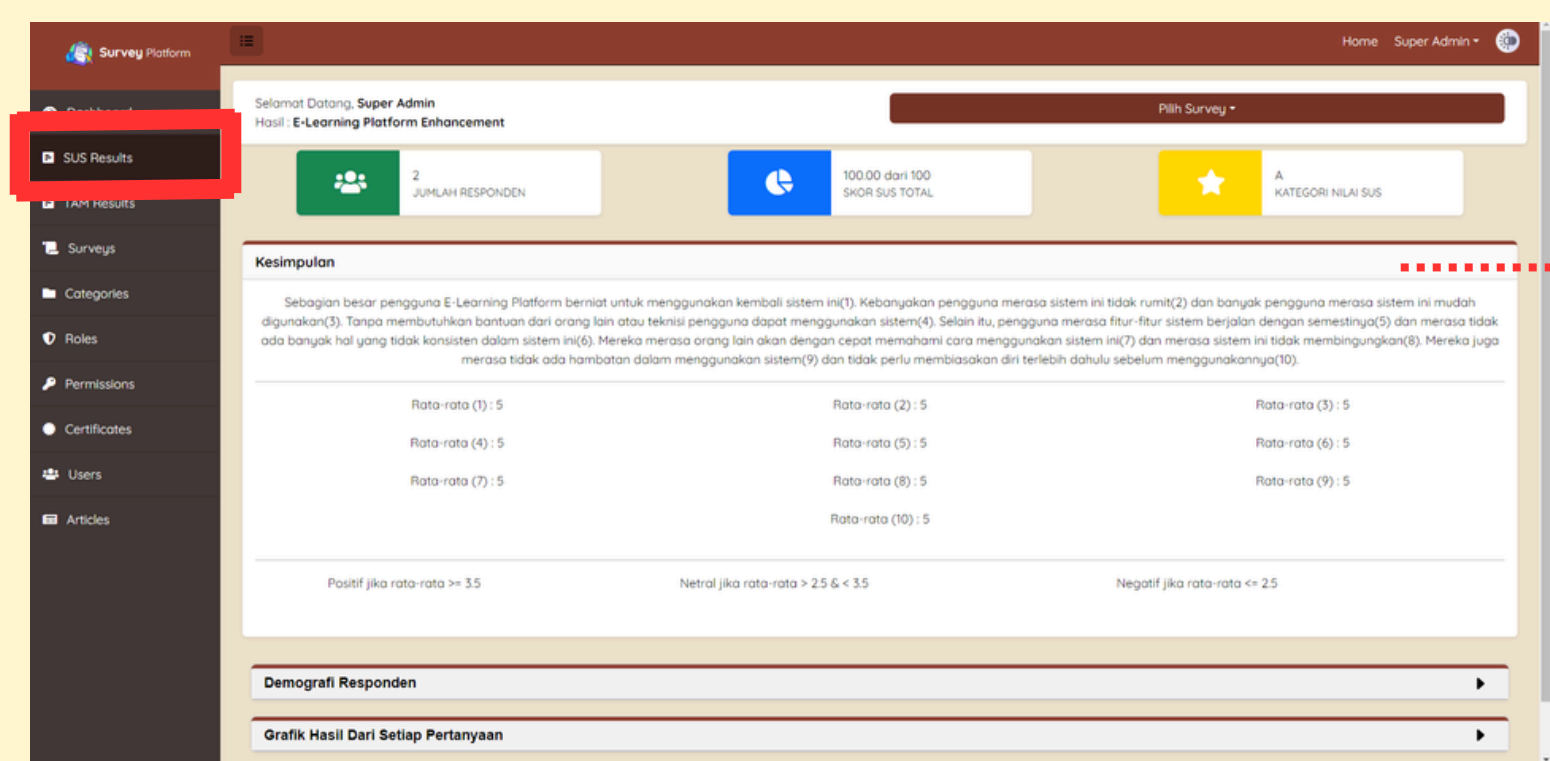 Survey Platform
Home Super Admin
Dashboard
SUS Results
TAM Results
Surveys
Categories
Roles
Permissions
Certificates
Users
Articles
Selamat Datang, Super Admin
Hasil : E-Learning Platform Enhancement
Pilih Survey
2
JUMLAH RESPONDEN
100.00 dari 100
SKOR SUS TOTAL
A
KATEGORI NILAI SUS
Kesimpulan
Sebagian besar pengguna E-Learning Platform berniat untuk menggunakan kembali sistem ini(1). Kebanyakan pengguna merasa sistem ini tidak rumit(2) dan banyak pengguna merasa sistem ini mudah
digunakan(3). Tanpa membutuhkan bantuan dari orang lain atau teknisi pengguna dapat menggunakan sistem(4). Selain itu, pengguna merasa fitur-fitur sistem berjalan dengan semestinya(5) dan merasa tidak
ada banyak hal yang tidak konsisten dalam sistem ini(6). Mereka merasa orang lain akan dengan cepat memahami cara menggunakan sistem ini(7) dan merasa sistem ini tidak membingungkan(8). Mereka juga
merasa tidak ada hambatan dalam menggunakan sistem(9) dan tidak perlu membiasakan diri terlebih dahulu sebelum menggunakannya(10).
Rata-rata (1) : 5 Rata-rata (2) : 5 Rata-rata (3) : 5
Rata-rata (4) : 5 Rata-rata (5) : 5 Rata-rata (6) : 5
Rata-rata (7) : 5 Rata-rata (8) : 5 Rata-rata (9) : 5
Rata-rata (10) : 5
Positif jika rata-rata >= 3.5 Netral jika rata-rata > 2.5 & < 3.5 Negatif jika rata-rata <= 2.5
Demografi Responden
Grafik Hasil Dari Setiap Pertanyaan